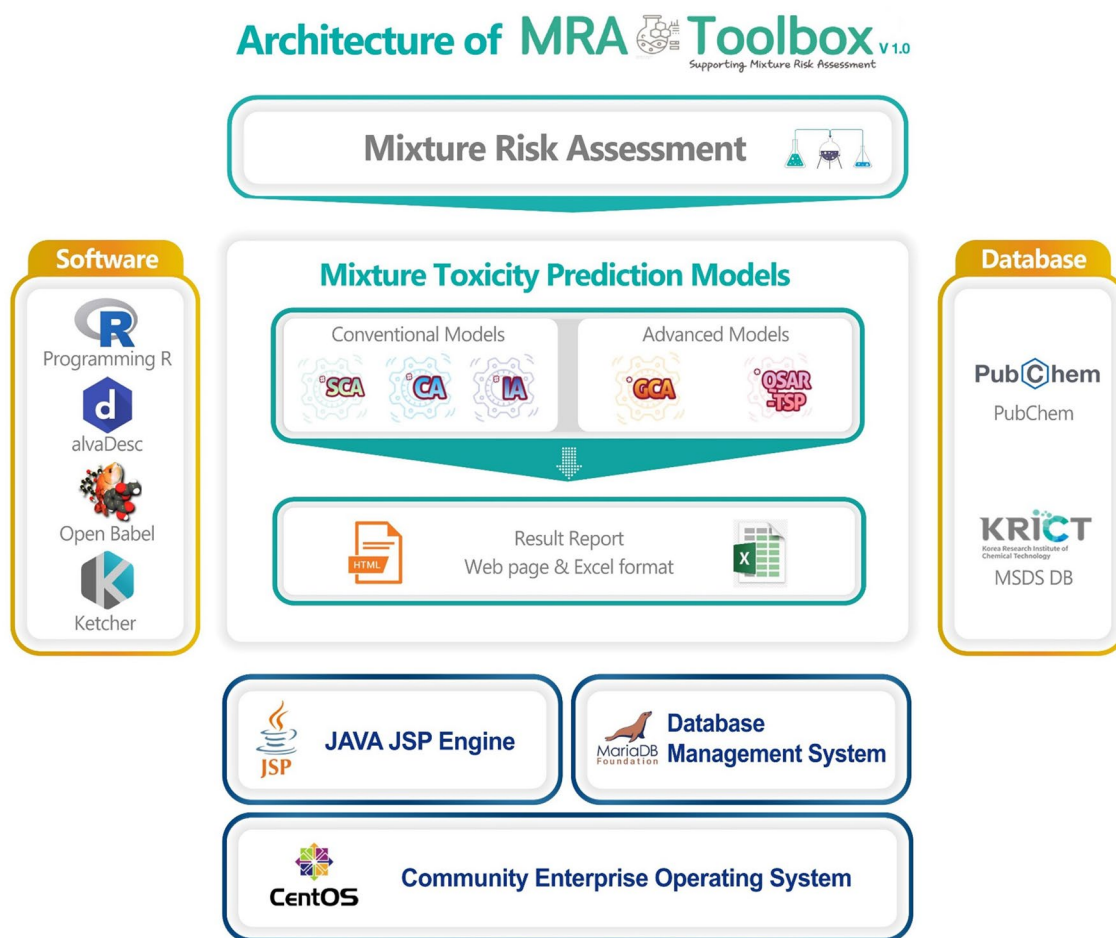 Architecture of MRA Toolbox V 1.0
Supporting Mixture Risk Assessment
Mixture Risk Assessment
Software
R
Programming R
d
alvaDesc
Open Babel
K
Ketcher
Mixture Toxicity Prediction Models
Conventional Models
SCA
CA
IA
Advanced Models
GCA
QSAR
-TSP
HTML
Result Report
Web page & Excel format
X
Database
PubChem
PubChem
KRICT
Korea Research Institute of
Chemical Technology
MSDS DB
JSP
JAVA JSP Engine
MariaDB
Foundation
Database
Management System
CentOS
Community Enterprise Operating System